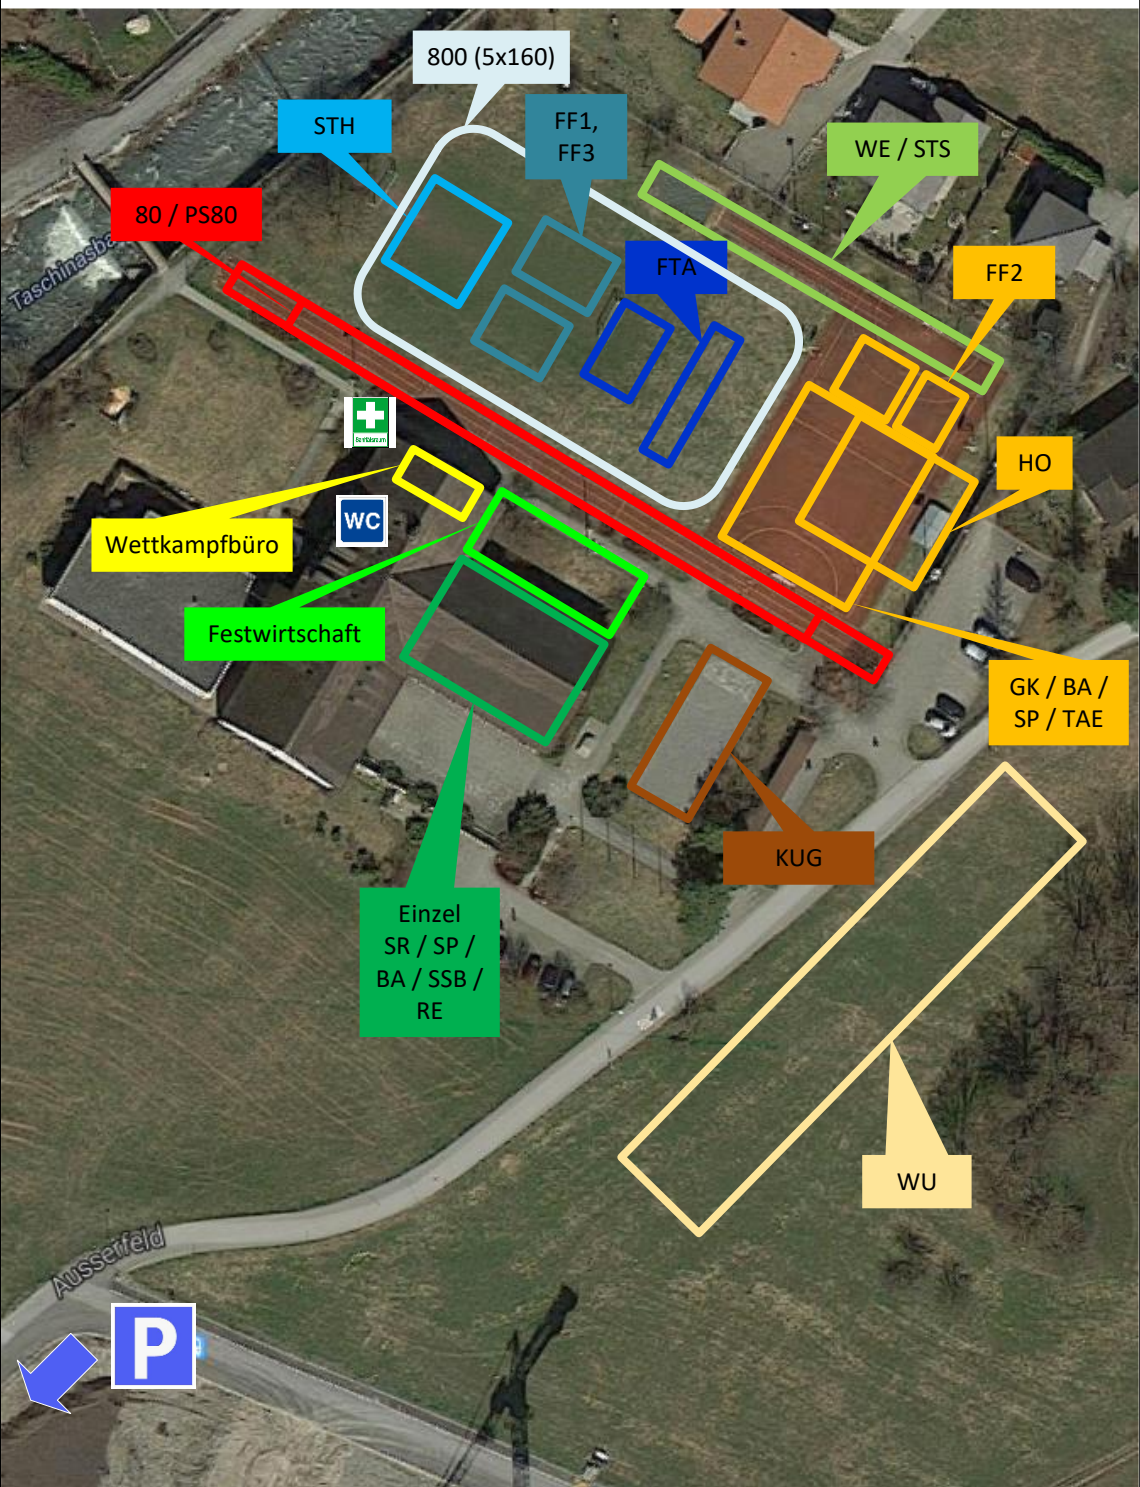 800 (5x160)
STH
FF1,
FF3
WE / STS
80 / PS80
Taschinasba
FTA
FF2
Sanitätsraum
HO
WC
Wettkampfbüro
Festwirtschaft
GK / BA /
SP / TAE
KUG
Einzel
SR / SP /
BA / SSB /
RE
WU
Ausserfeld
P